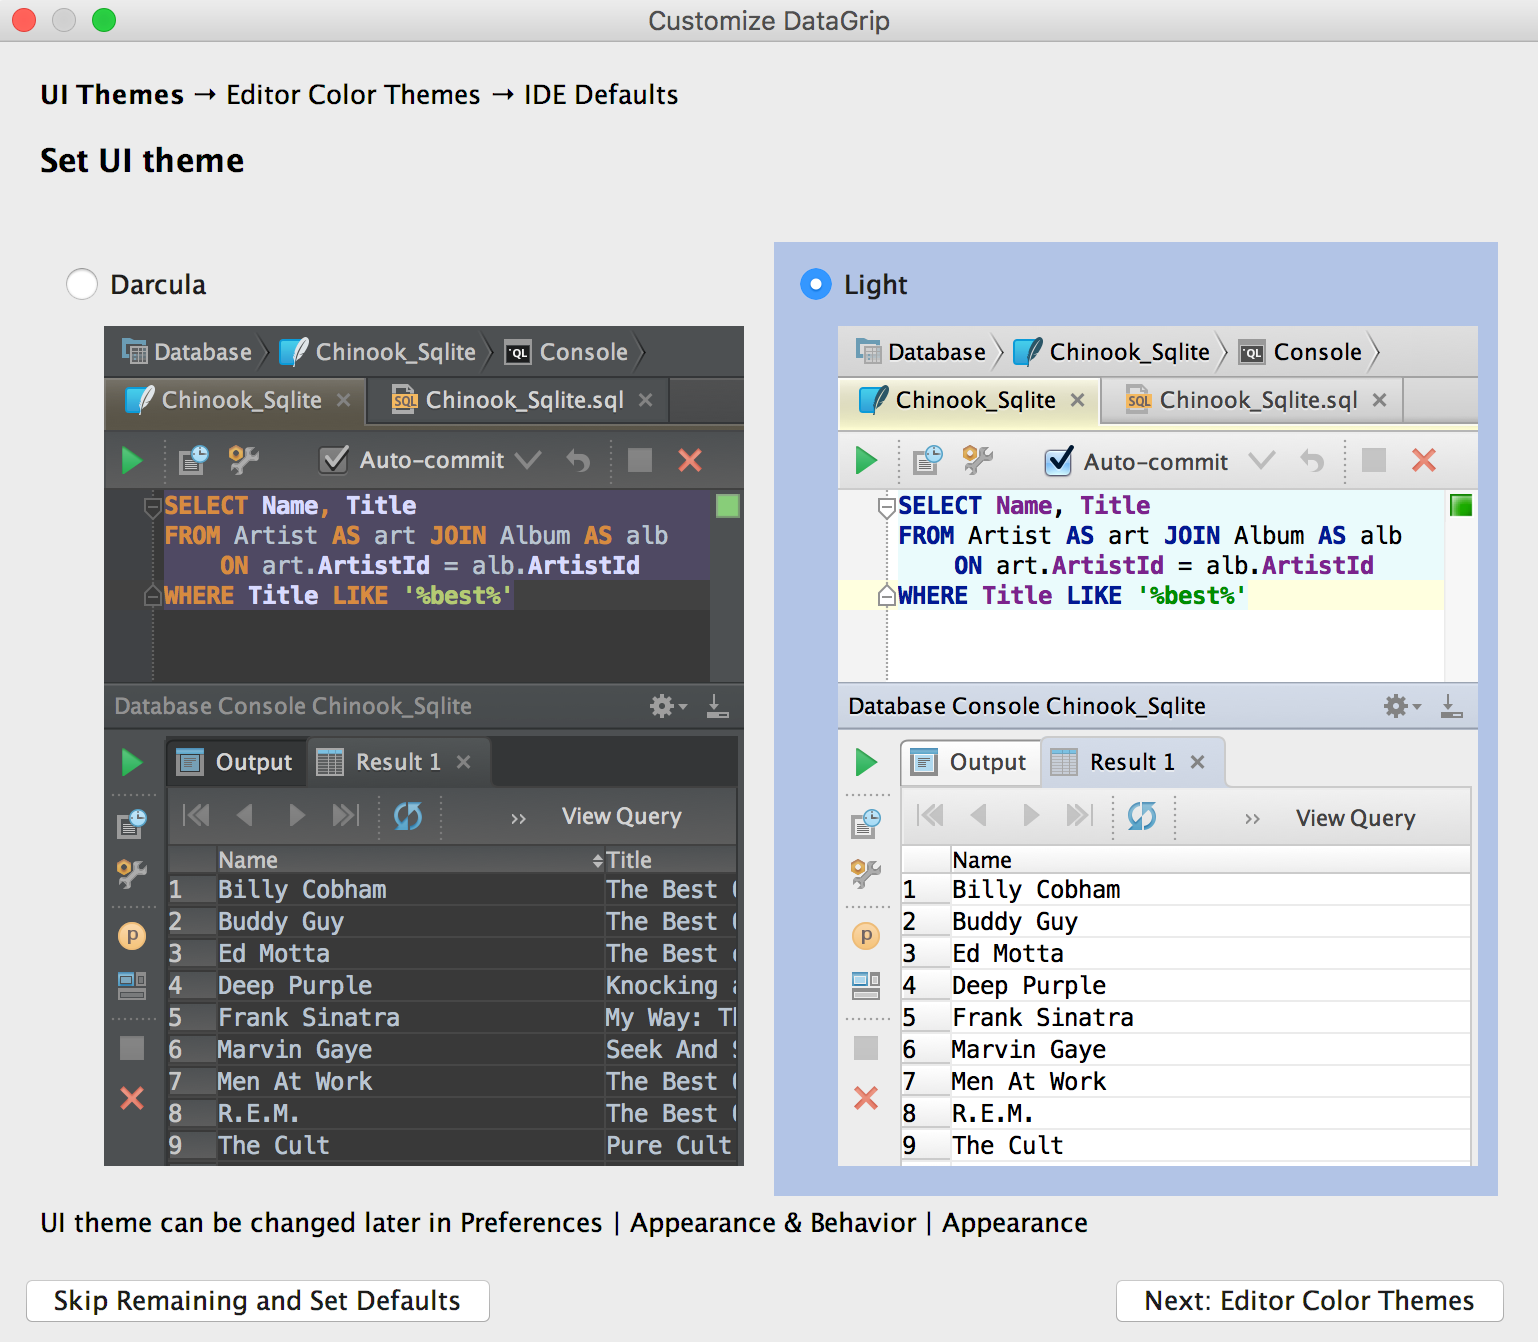 Customize DataGrip
UI Themes → Editor Color Themes → IDE Defaults
Set UI theme
Darcula
Database Chinook_Sqlite Console
Chinook_Sqlite Chinook_Sqlite.sql
Auto-commit
SELECT Name, Title
FROM Artist AS art JOIN Album AS alb
ON art.ArtistId = alb.ArtistId
WHERE Title LIKE '%best%'
Database Console Chinook_Sqlite
Output Result 1
View Query
Name Title
1 Billy Cobham The Best
2 Buddy Guy The Best
3 Ed Motta The Best
4 Deep Purple Knocking
5 Frank Sinatra My Way:
6 Marvin Gaye Seek And
7 Men At Work The Best
8 R.E.M. The Best
9 The Cult Pure Cult
Light
Database Chinook_Sqlite Console
Chinook_Sqlite Chinook_Sqlite.sql
Auto-commit
SELECT Name, Title
FROM Artist AS art JOIN Album AS alb
ON art.ArtistId = alb.ArtistId
WHERE Title LIKE '%best%'
Database Console Chinook_Sqlite
Output Result 1
View Query
Name
1 Billy Cobham
2 Buddy Guy
3 Ed Motta
4 Deep Purple
5 Frank Sinatra
6 Marvin Gaye
7 Men At Work
8 R.E.M.
9 The Cult
UI theme can be changed later in Preferences | Appearance & Behavior | Appearance
Skip Remaining and Set Defaults
Next: Editor Color Themes